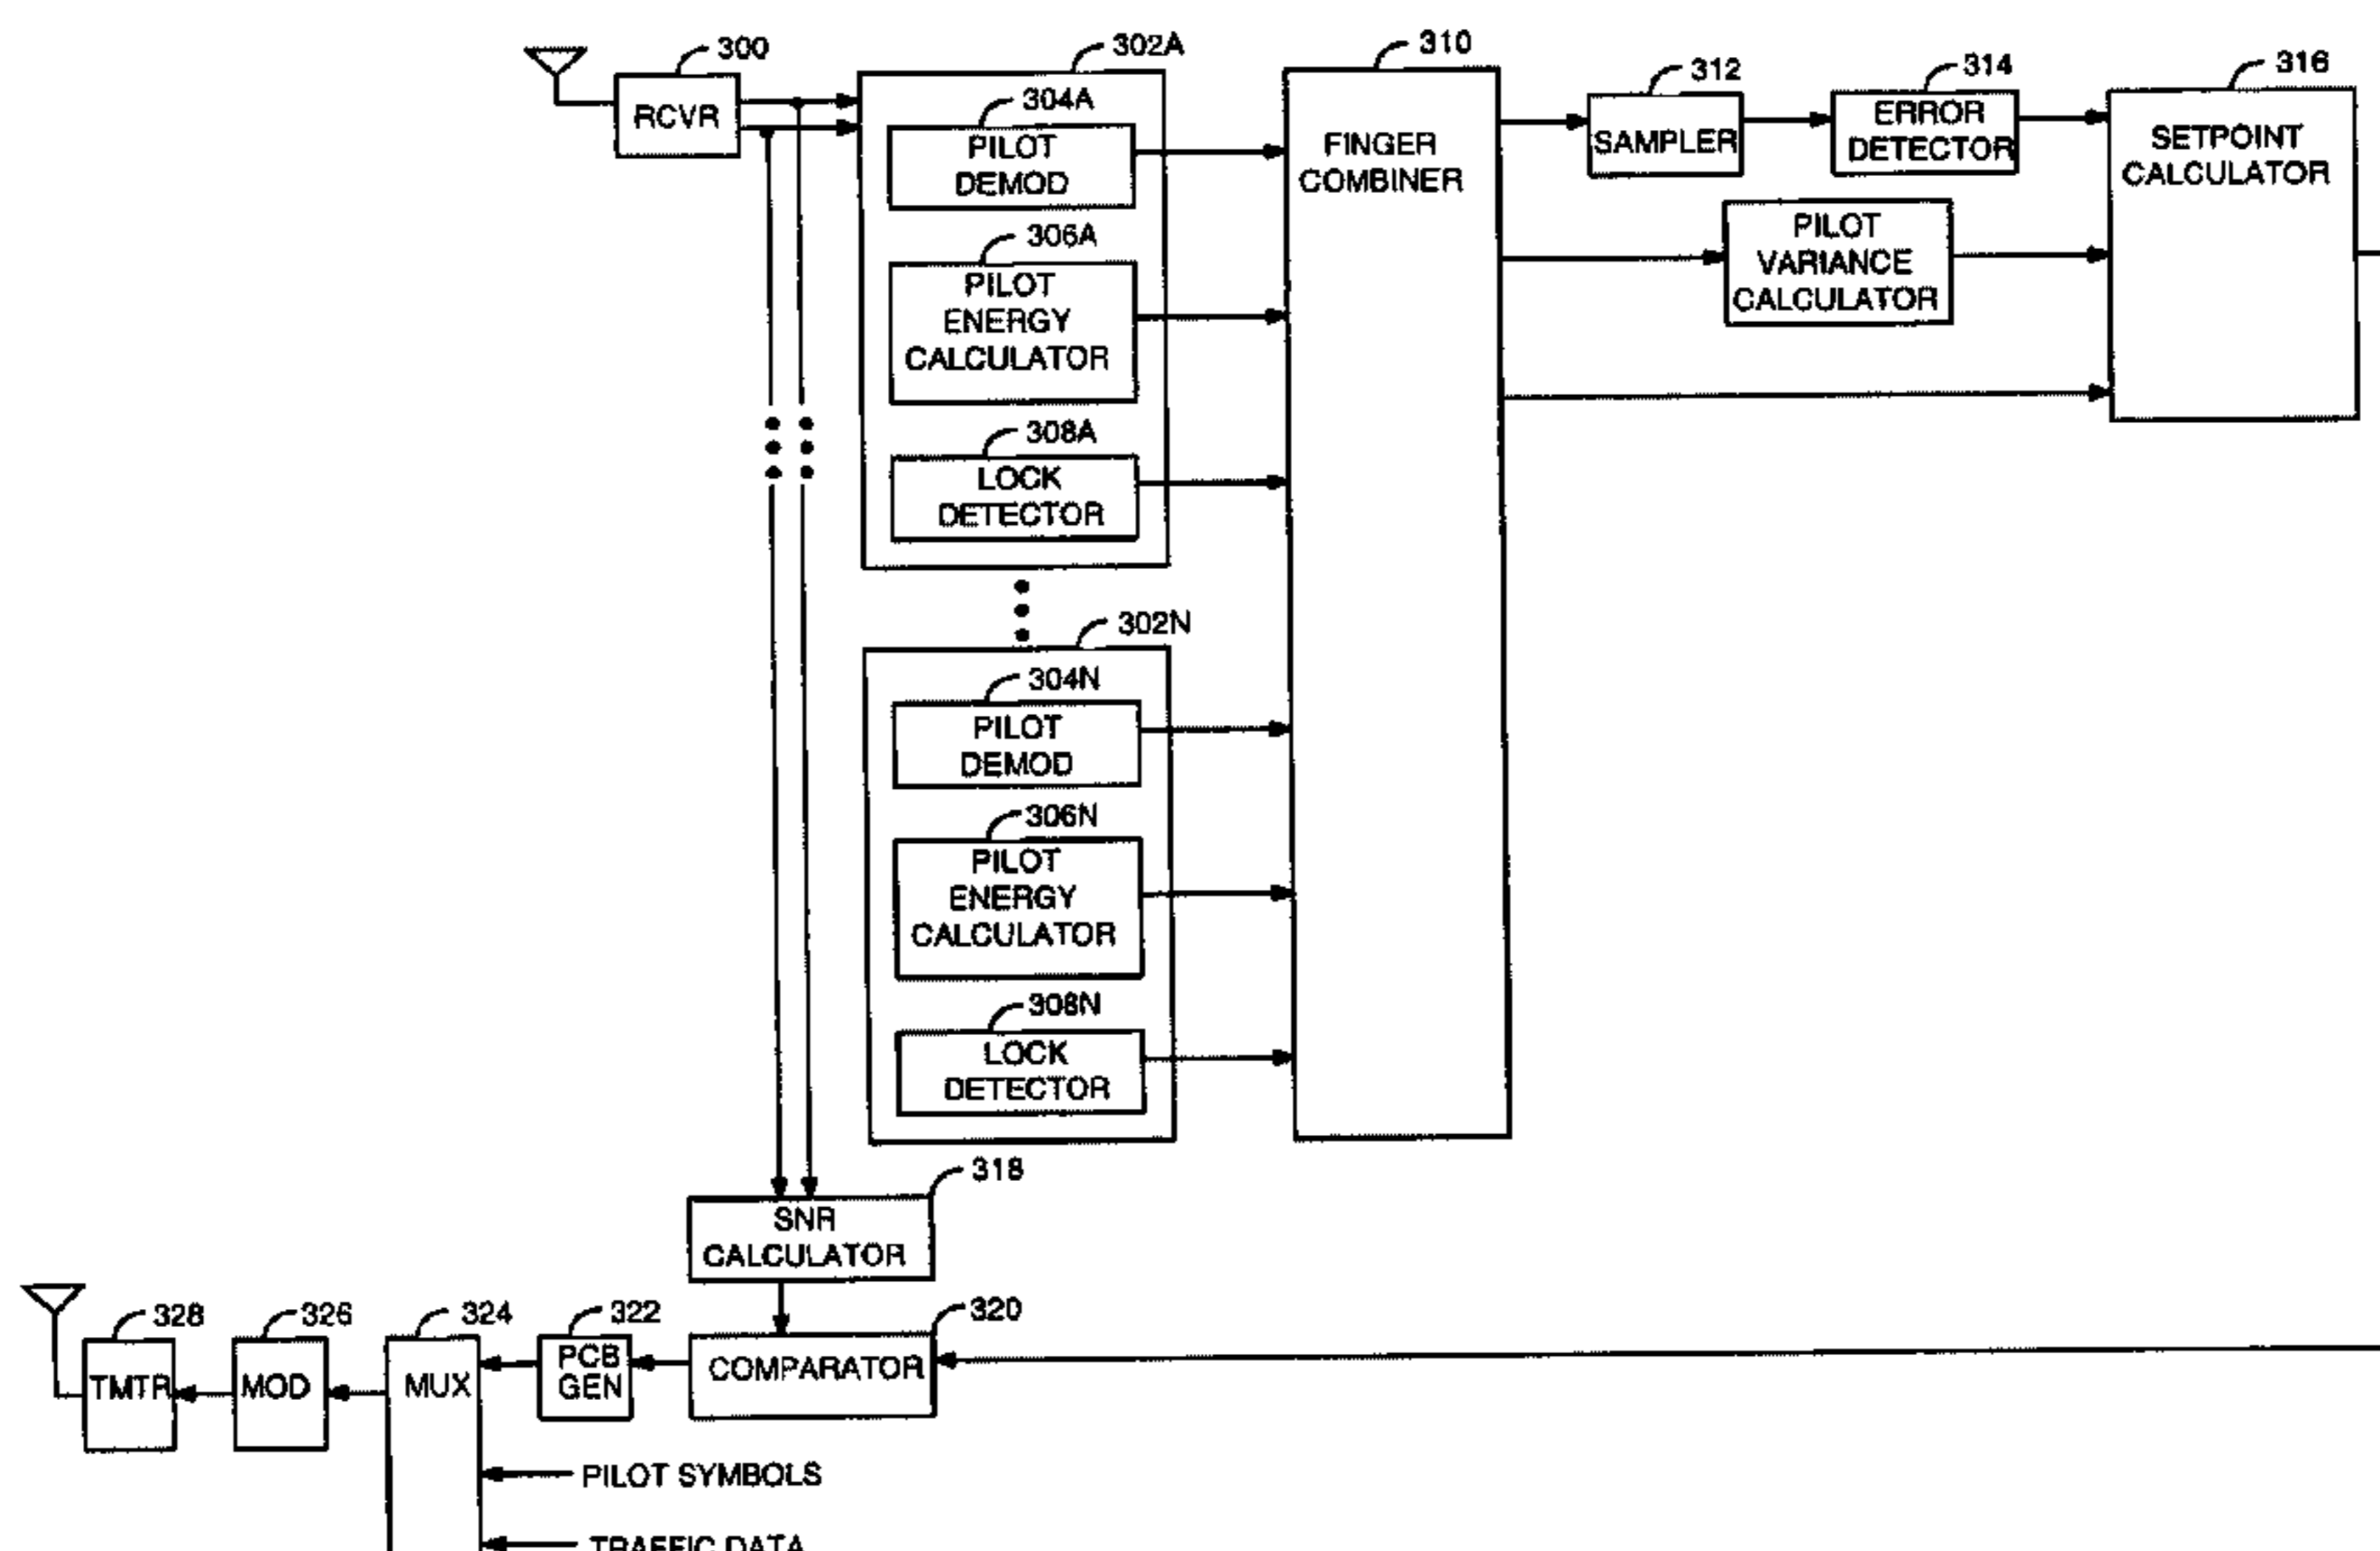 300
RCVR
302A
304A
PILOT
DEMOD
306A
PILOT
ENERGY
CALCULATOR
308A
LOCK
DETECTOR
302N
304N
PILOT
DEMOD
306N
PILOT
ENERGY
CALCULATOR
308N
LOCK
DETECTOR
310
FINGER
COMBINER
312
SAMPLER
314
ERROR
DETECTOR
PILOT
VARIANCE
CALCULATOR
316
SETPOINT
CALCULATOR
318
SNR
CALCULATOR
320
COMPARATOR
322
PCB
GEN
324
MUX
326
MOD
328
TMTR
PILOT SYMBOLS
TRAFFIC DATA